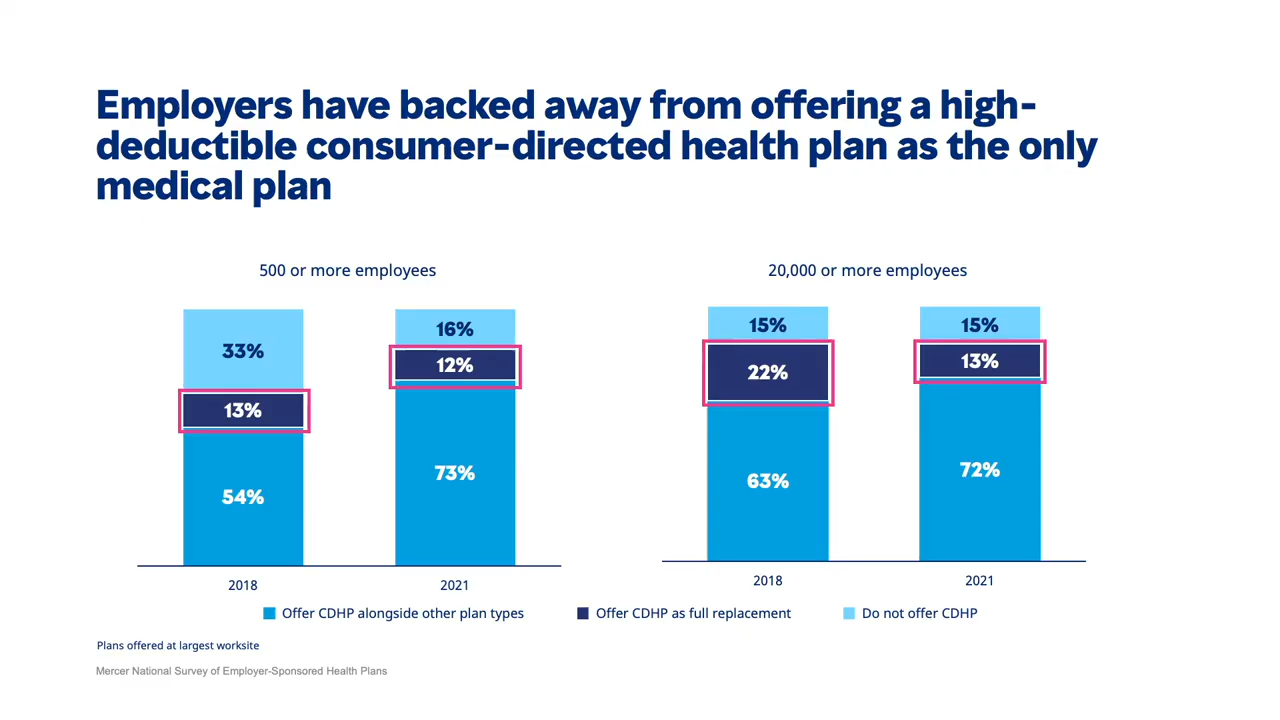 Employers have backed away from offering a high-
deductible consumer-directed health plan as the only
medical plan
500 or more employees
33%
13%
54%
2018
16%
12%
73%
2021
20,000 or more employees
15%
22%
63%
2018
15%
13%
72%
2021
Offer CDHP alongside other plan types
Offer CDHP as full replacement
Do not offer CDHP
Plans offered at largest worksite
Mercer National Survey of Employer-Sponsored Health Plans